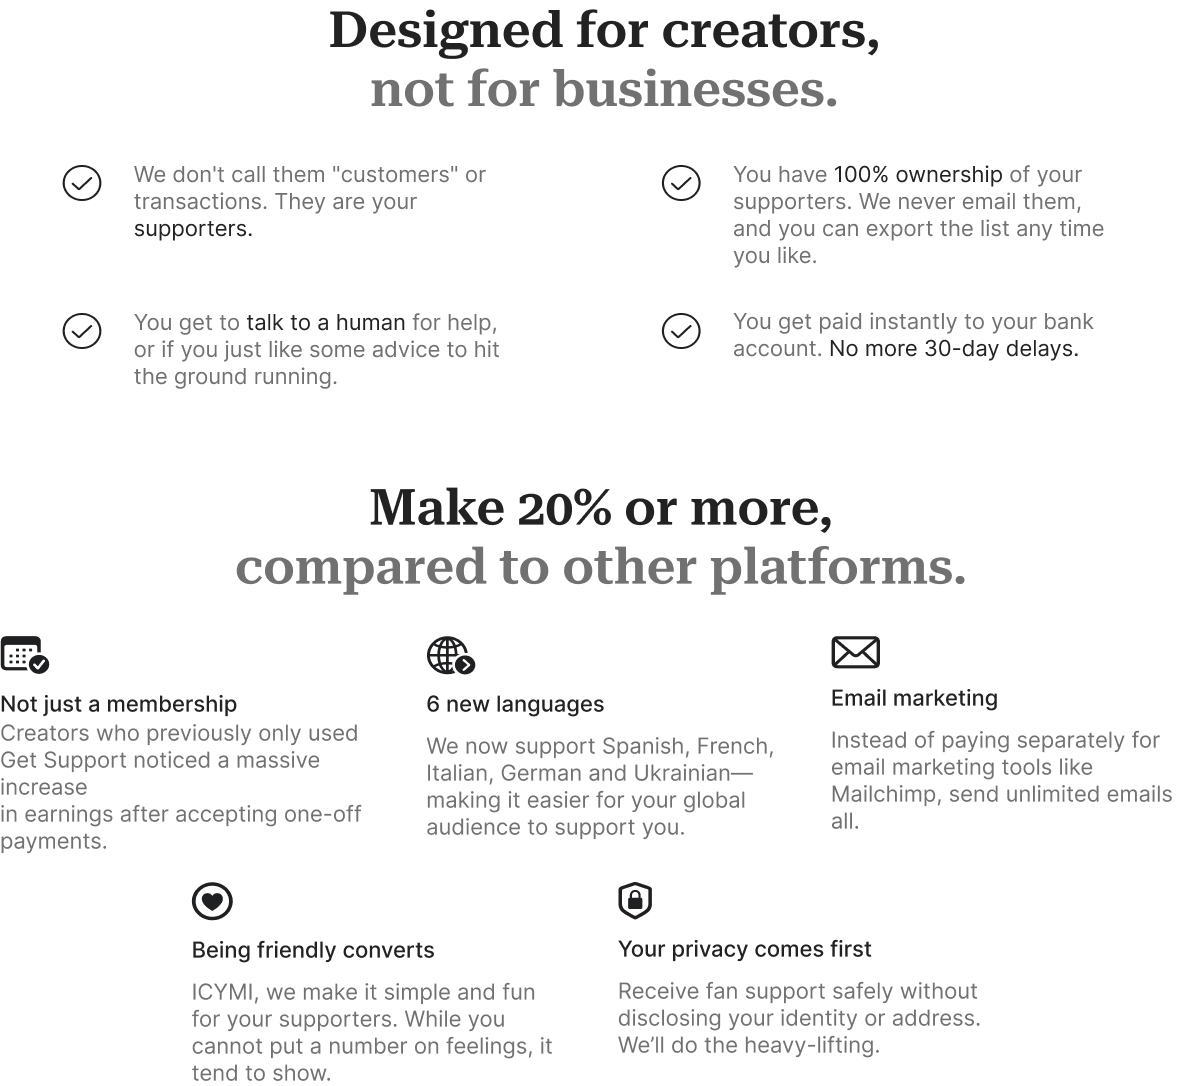 Designed for creators,
not for businesses.
We don't call them "customers" or
transactions. They are your
supporters.
You have 100% ownership of your
supporters. We never email them,
and you can export the list any time
you like.
You get to talk to a human for help,
or if you just like some advice to hit
the ground running.
You get paid instantly to your bank
account. No more 30-day delays.
Make 20% or more,
compared to other platforms.
Not just a membership
Creators who previously only used
Get Support noticed a massive
increase
in earnings after accepting one-off
payments.
6 new languages
We now support Spanish, French,
Italian, German and Ukrainian—
making it easier for your global
audience to support you.
Email marketing
Instead of paying separately for
email marketing tools like
Mailchimp, send unlimited emails
all.
Being friendly converts
ICYMI, we make it simple and fun
for your supporters. While you
cannot put a number on feelings, it
tend to show.
Your privacy comes first
Receive fan support safely without
disclosing your identity or address.
We’ll do the heavy-lifting.